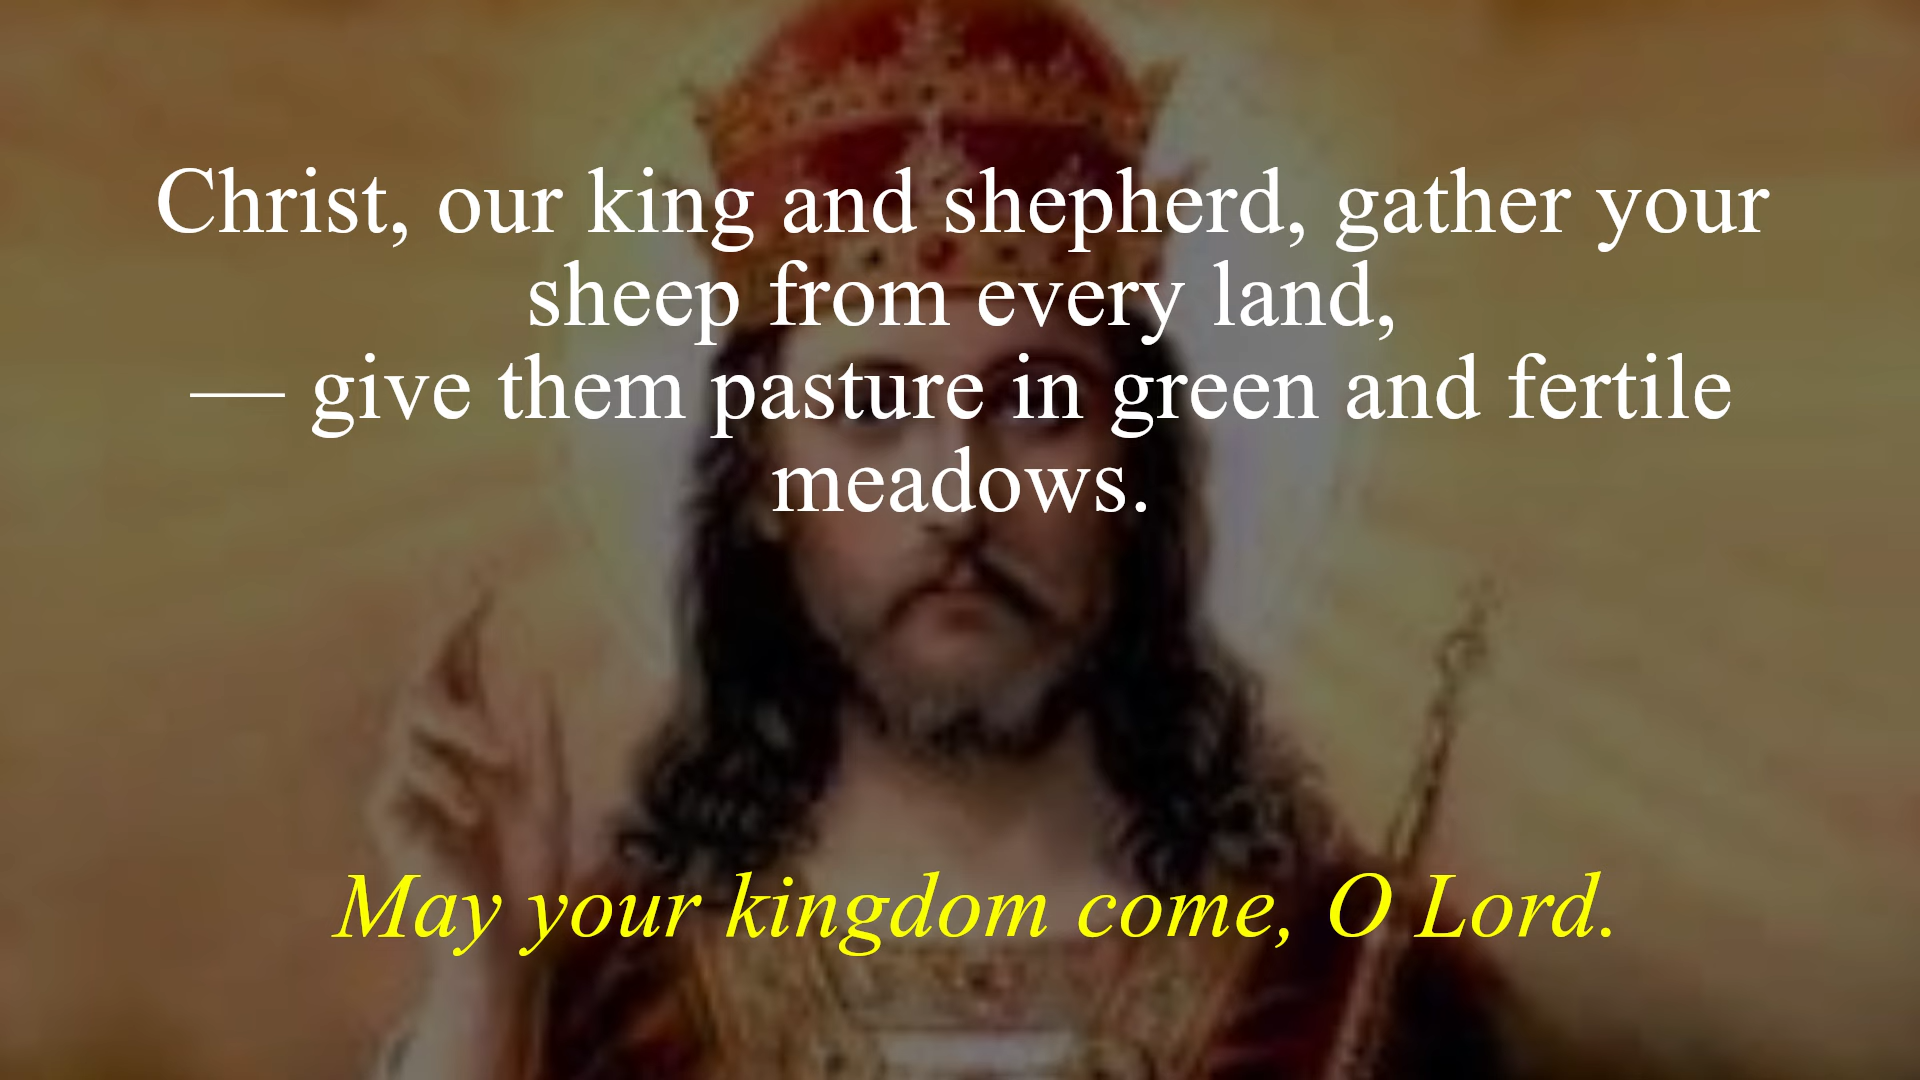 Christ, our king and shepherd, gather your
sheep from every land,
— give them pasture in green and fertile
meadows.
May your kingdom come, O Lord.